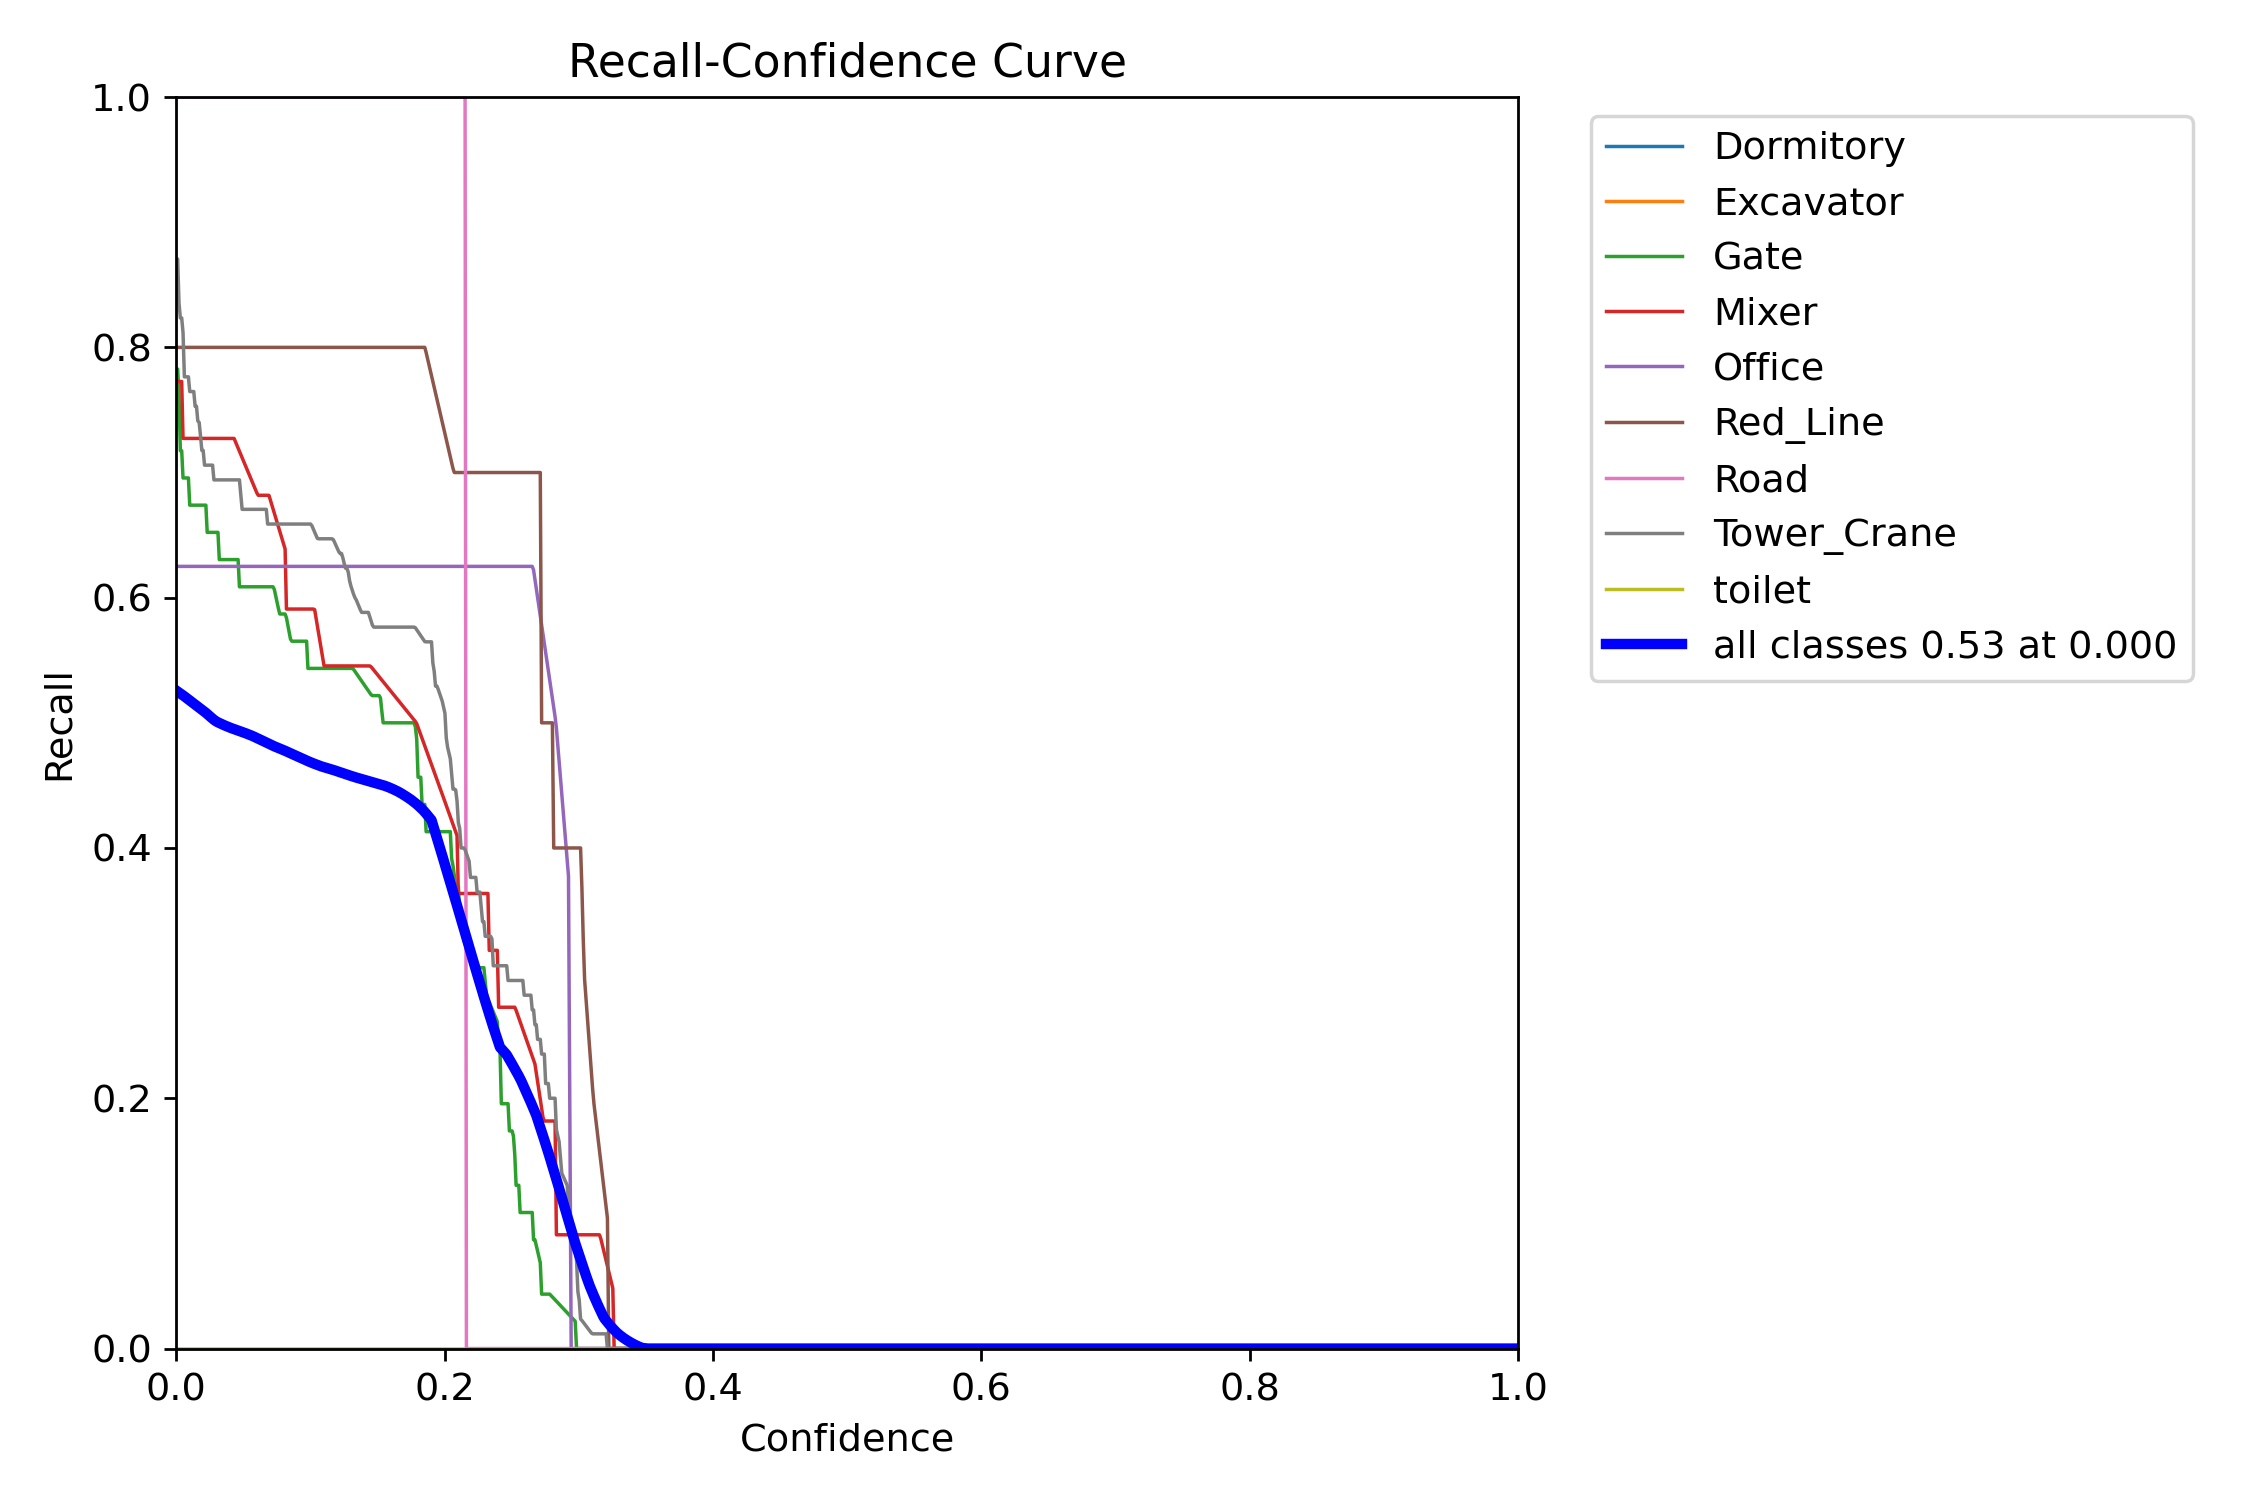 Recall-Confidence Curve
1.0
0.8
0.6
0.4
0.2
0.0
Recall
0.0 0.2 0.4 0.6 0.8 1.0
Confidence
Dormitory
Excavator
Gate
Mixer
Office
Red_Line
Road
Tower_Crane
toilet
all classes 0.53 at 0.000